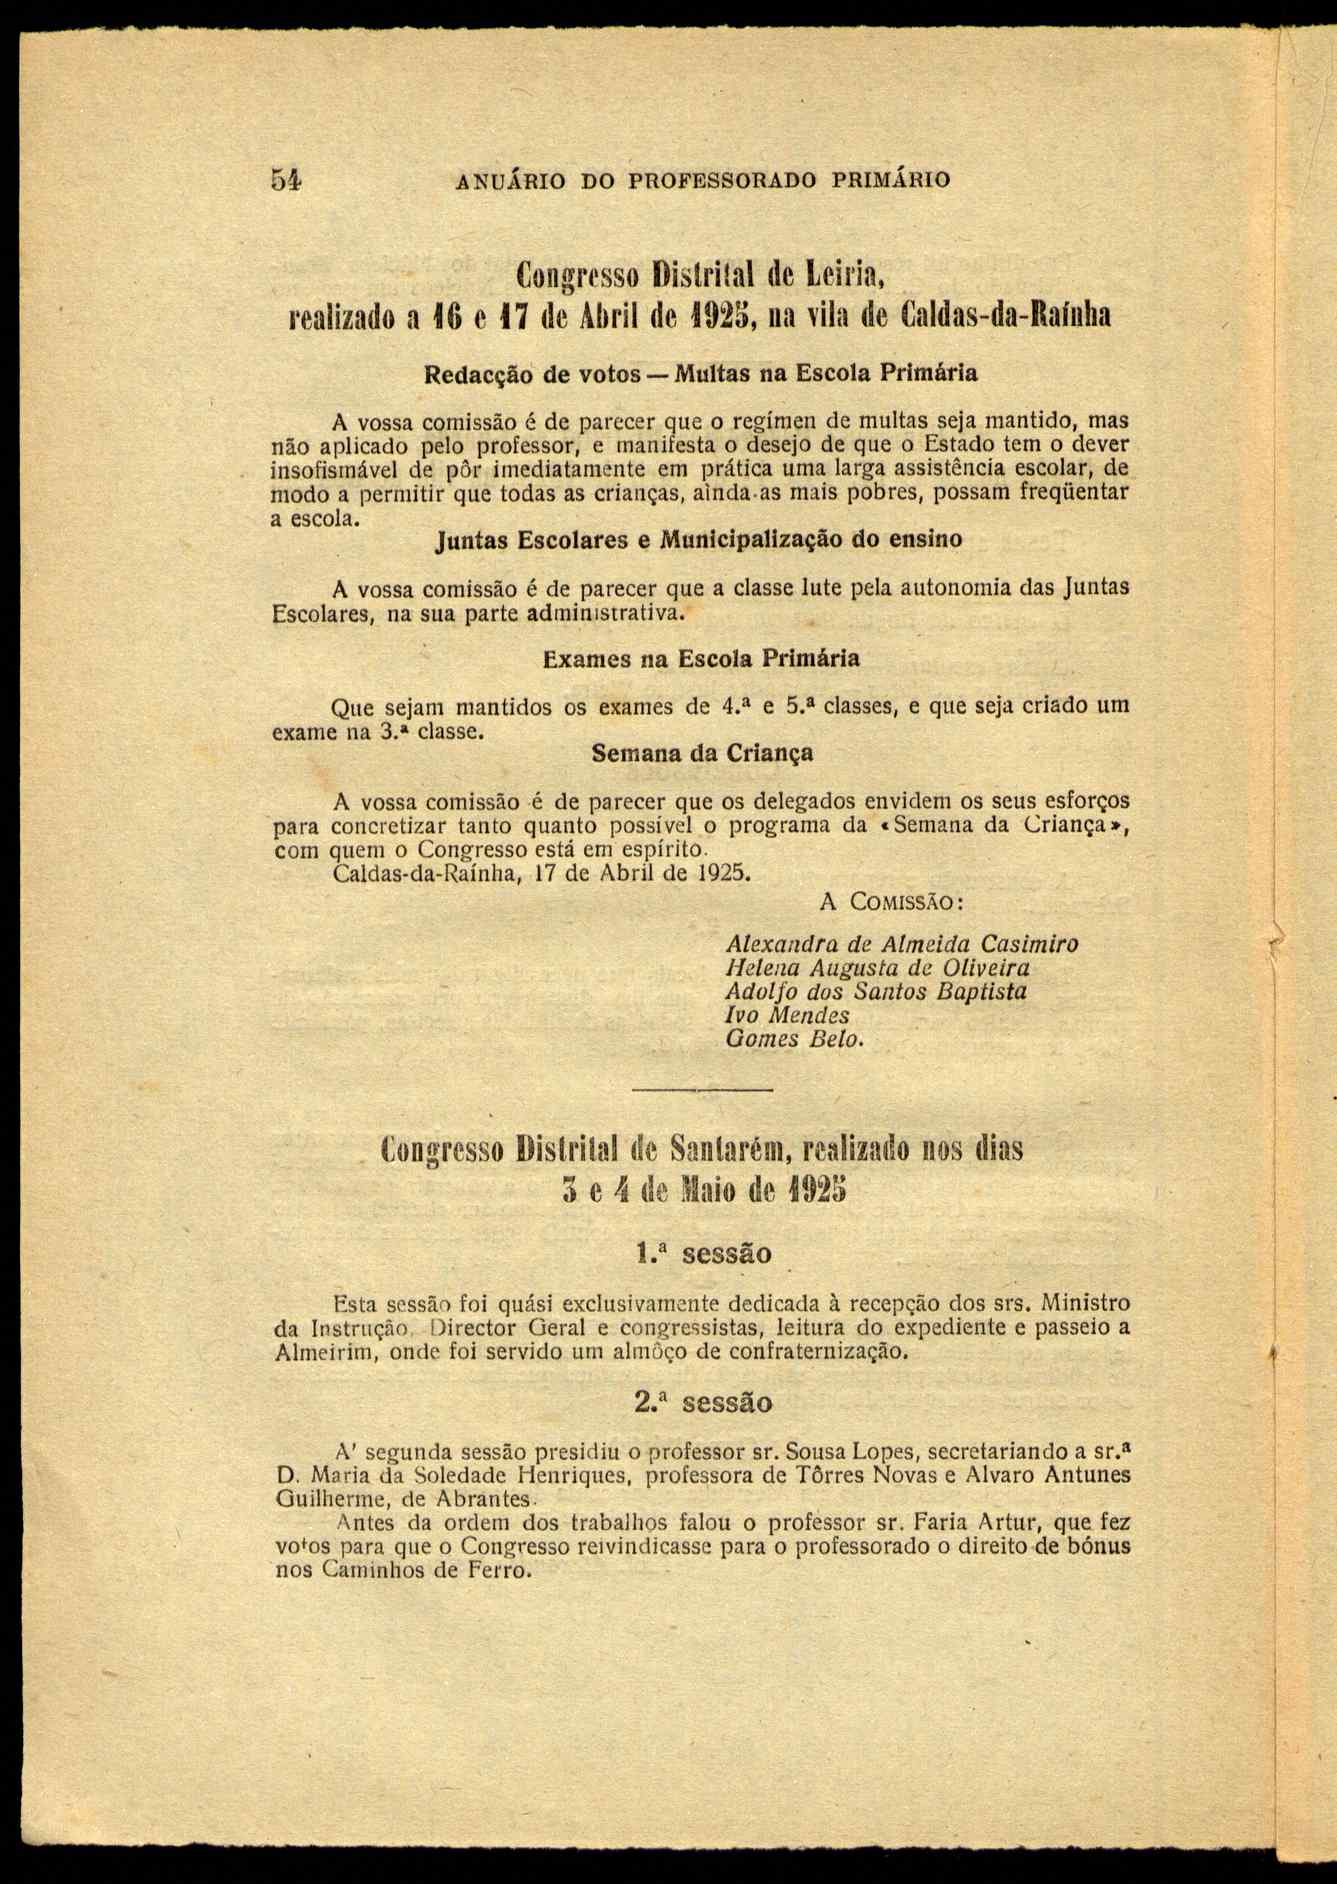 54 ANUÁRIO DO PROFESSORADO PRIMÁRIO
Congresso Distrital de Leiria,
realizado a 16 e 17 de Abril de 1925, na vila de Caldas-da-Raínha
Redacção de votos — Multas na Escola Primária
A vossa comissão é de parecer que o regímen de multas seja mantido, mas
não aplicado pelo professor, e manifesta o desejo de que o Estado tem o dever
insofismável de pôr imediatamente em prática uma larga assistência escolar, de
modo a permitir que todas as crianças, ainda as mais pobres, possam freqüentar
a escola.
Juntas Escolares e Municipalização do ensino
A vossa comissão é de parecer que a classe lute pela autonomia das Juntas
Escolares, na sua parte administrativa.
Exames na Escola Primária
Que sejam mantidos os exames de 4.ª e 5.ª classes, e que seja criado um
exame na 3.ª classe.
Semana da Criança
A vossa comissão é de parecer que os delegados envidem os seus esforços
para concretizar tanto quanto possível o programa da «Semana da Criança»,
com quem o Congresso está em espírito.
Caldas-da-Raínha, 17 de Abril de 1925.
A COMISSÃO:
Alexandra de Almeida Casimiro
Helena Augusta de Oliveira
Adolfo dos Santos Baptista
Ivo Mendes
Gomes Belo.
Congresso Distrital de Santarém, realizado nos dias
3 e 4 de Maio de 1925
1.ª sessão
Esta sessão foi quási exclusivamente dedicada à recepção dos srs. Ministro
da Instrução, Director Geral e congressistas, leitura do expediente e passeio a
Almeirim, onde foi servido um almôço de confraternização.
2.ª sessão
A' segunda sessão presidiu o professor sr. Sousa Lopes, secretariando a sr.ª
D. Maria da Soledade Henriques, professora de Tôrres Novas e Alvaro Antunes
Guilherme, de Abrantes.
Antes da ordem dos trabalhos falou o professor sr. Faria Artur, que fez
votos para que o Congresso reivindicasse para o professorado o direito de bónus
nos Caminhos de Ferro.